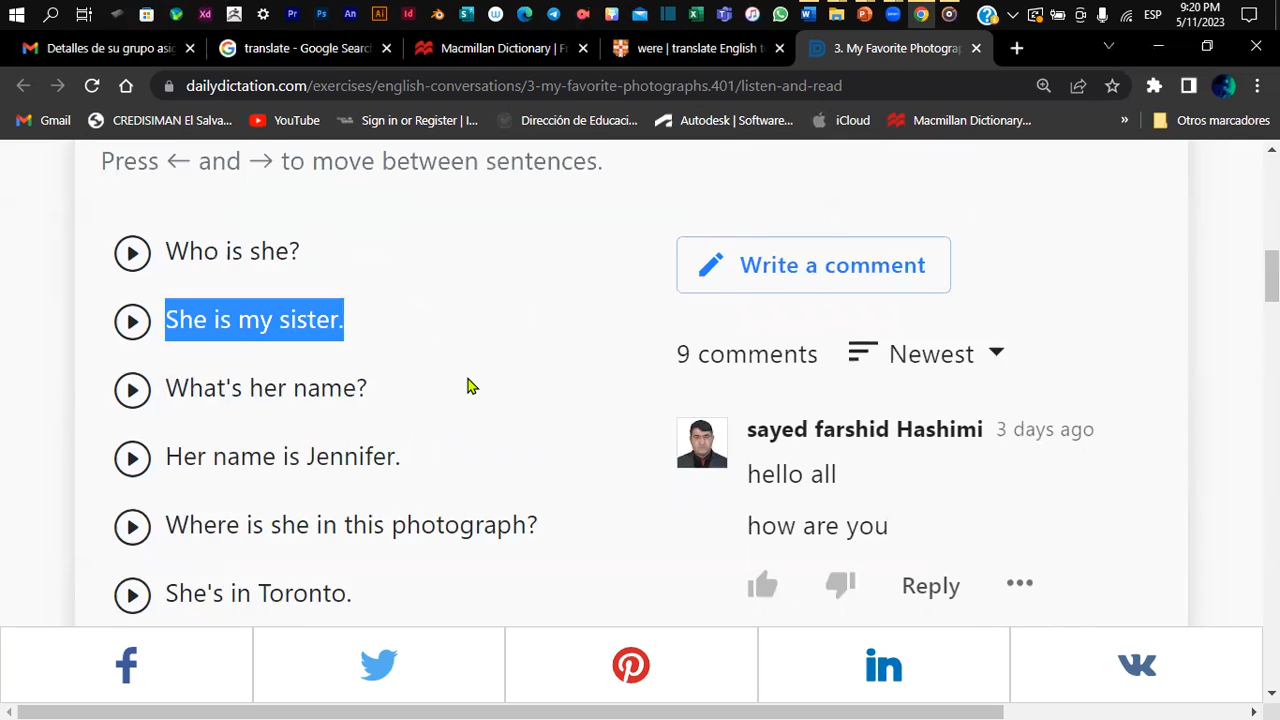 ESP
9:20 PM
5/11/2023
Detalles de su grupo asi
translate - Google Searc
Macmillan Dictionary | F
were | translate English t
3. My Favorite Photogra
dailydictation.com/exercises/english-conversations/3-my-favorite-photographs.401/listen-and-read
Gmail
CREDISIMAN El Salva...
YouTube
Sign in or Register | I...
Dirección de Educaci...
Autodesk | Software...
iCloud
Macmillan Dictionary...
»
Otros marcadores
Press ← and → to move between sentences.
Who is she?
She is my sister.
What's her name?
Her name is Jennifer.
Where is she in this photograph?
She's in Toronto.
Write a comment
9 comments
Newest
sayed farshid Hashimi 3 days ago
hello all
how are you
Reply